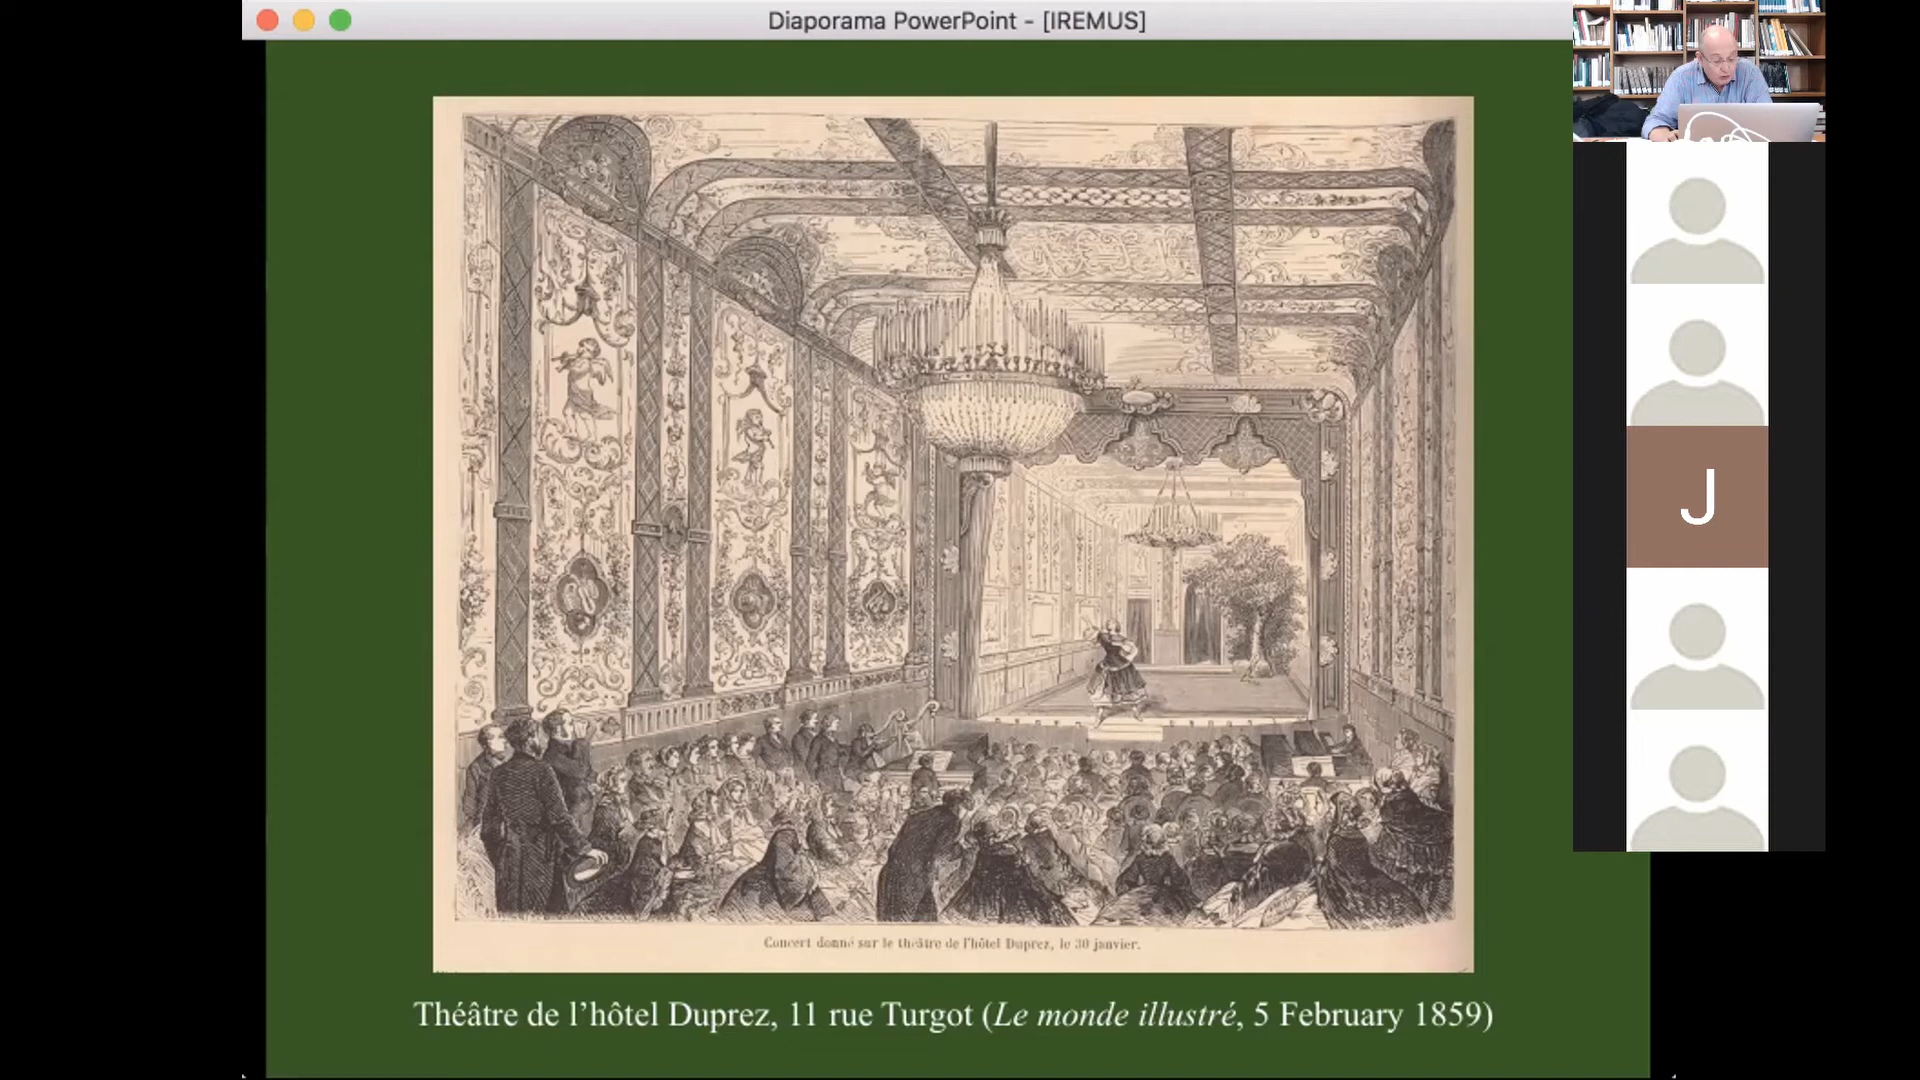 Diaporama PowerPoint - [IREMUS]
J
Concert donné sur le théâtre de l'hôtel Duprez, le 30 janvier.
Théâtre de l’hôtel Duprez, 11 rue Turgot (Le monde illustré, 5 February 1859)